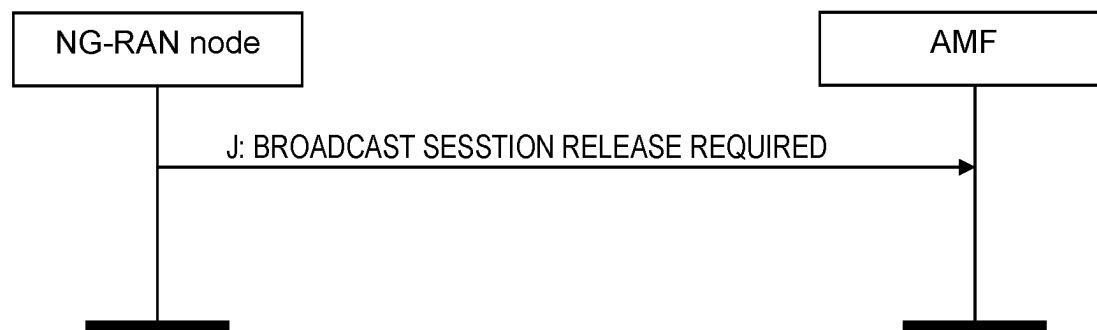 NG-RAN node
AMF
J: BROADCAST SESSTION RELEASE REQUIRED